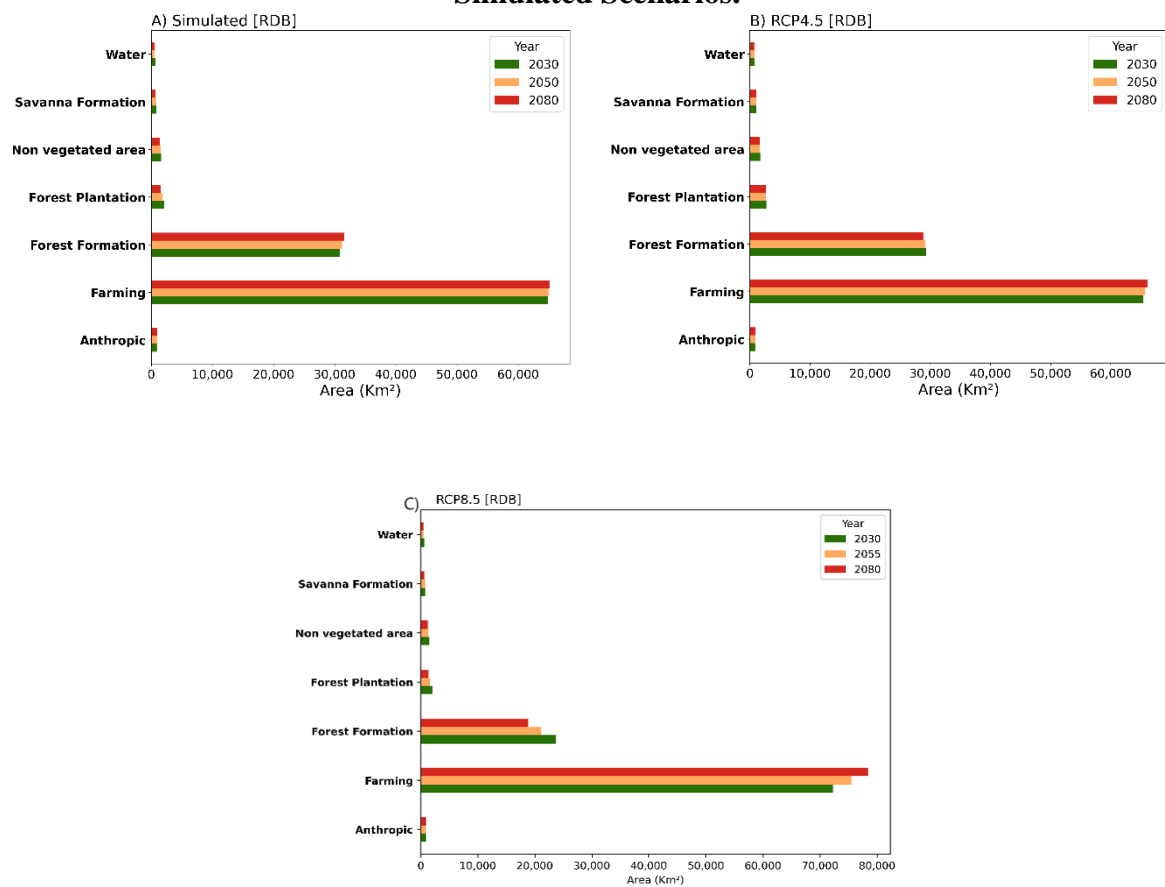 Simulated Scenarios.
A) Simulated [RDB]
Year
2030
2050
2080
Water
Savanna Formation
Non vegetated area
Forest Plantation
Forest Formation
Farming
Anthropic
0 10,000 20,000 30,000 40,000 50,000 60,000
Area (Km²)
B) RCP4.5 [RDB]
Year
2030
2050
2080
Water
Savanna Formation
Non vegetated area
Forest Plantation
Forest Formation
Farming
Anthropic
0 10,000 20,000 30,000 40,000 50,000 60,000
Area (Km²)
C) RCP8.5 [RDB]
Year
2030
2055
2080
Water
Savanna Formation
Non vegetated area
Forest Plantation
Forest Formation
Farming
Anthropic
0 10,000 20,000 30,000 40,000 50,000 60,000 70,000 80,000
Area (Km²)